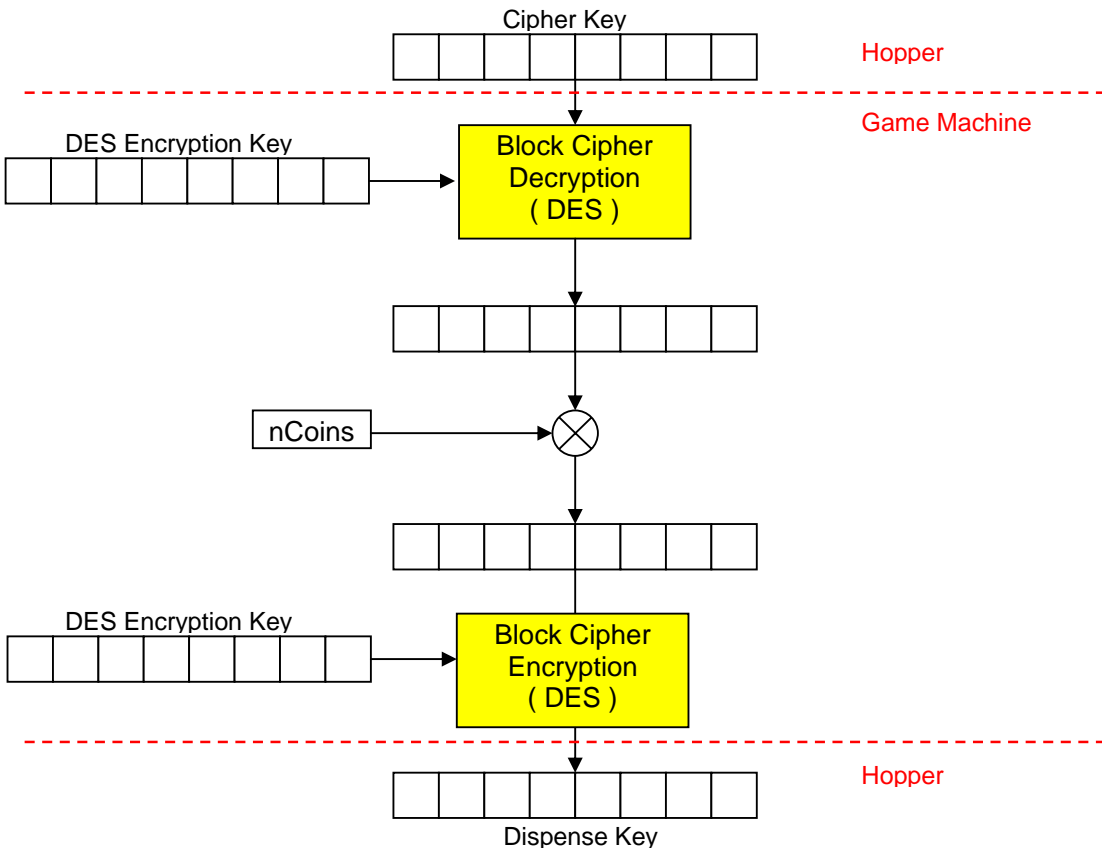 Cipher Key
Hopper
Game Machine
DES Encryption Key
Block Cipher
Decryption
( DES )
nCoins
DES Encryption Key
Block Cipher
Encryption
( DES )
Hopper
Dispense Key